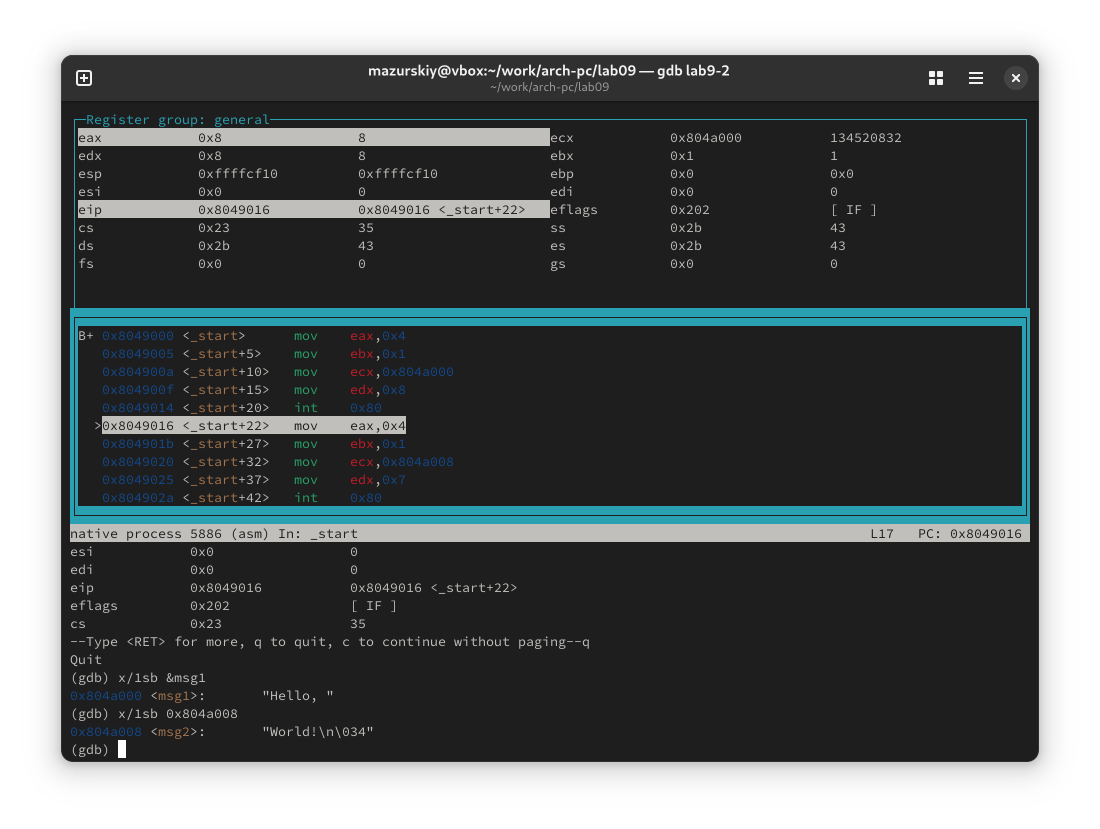 mazurskiy@vbox:~/work/arch-pc/lab09 — gdb lab9-2
~/work/arch-pc/lab09
Register group: general
eax 0x8 8 ecx 0x804a000 134520832
edx 0x8 8 ebx 0x1 1
esp 0xffffcf10 0xffffcf10 ebp 0x0 0x0
esi 0x0 0 edi 0x0 0
eip 0x8049016 0x8049016 <_start+22> eflags 0x202 [ IF ]
cs 0x23 35 ss 0x2b 43
ds 0x2b 43 es 0x2b 43
fs 0x0 0 gs 0x0 0
B+ 0x8049000 <_start> mov eax,0x4
0x8049005 <_start+5> mov ebx,0x1
0x804900a <_start+10> mov ecx,0x804a000
0x804900f <_start+15> mov edx,0x8
0x8049014 <_start+20> int 0x80
>0x8049016 <_start+22> mov eax,0x4
0x804901b <_start+27> mov ebx,0x1
0x8049020 <_start+32> mov ecx,0x804a008
0x8049025 <_start+37> mov edx,0x7
0x804902a <_start+42> int 0x80
native process 5886 (asm) In: _start L17 PC: 0x8049016
esi 0x0 0
edi 0x0 0
eip 0x8049016 0x8049016 <_start+22>
eflags 0x202 [ IF ]
cs 0x23 35
--Type <RET> for more, q to quit, c to continue without paging--q
Quit
(gdb) x/1sb &msg1
0x804a000 <msg1>: "Hello, "
(gdb) x/1sb 0x804a008
0x804a008 <msg2>: "World!\n\034"
(gdb)